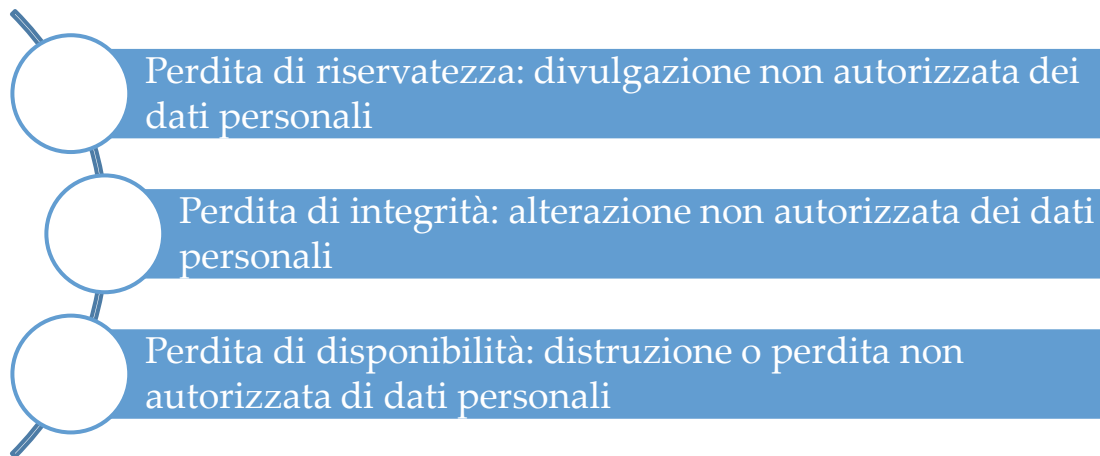 Perdita di riservatezza: divulgazione non autorizzata dei
dati personali
Perdita di integrità: alterazione non autorizzata dei dati
personali
Perdita di disponibilità: distruzione o perdita non
autorizzata di dati personali